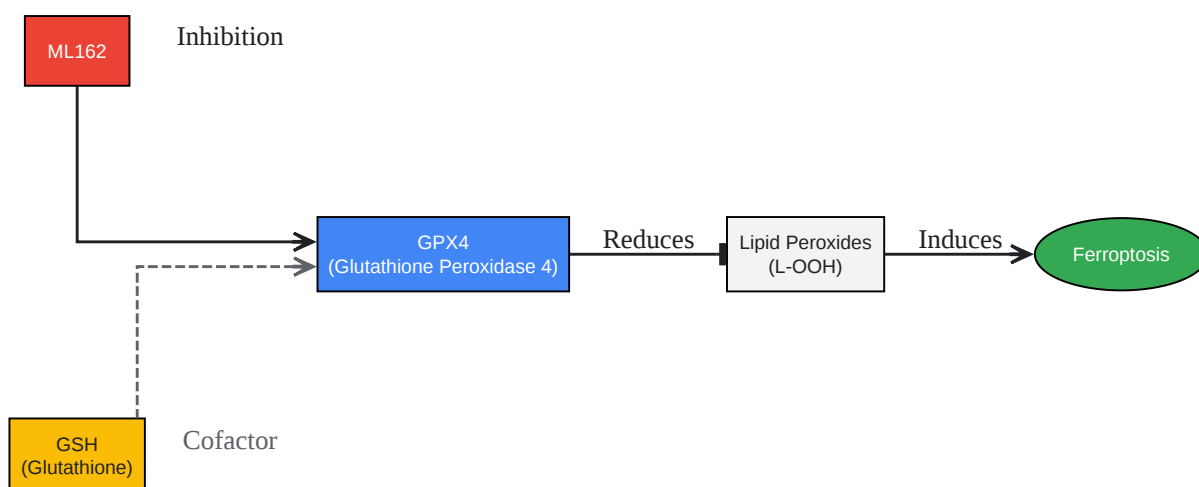 ML162
Inhibition
GPX4
(Glutathione Peroxidase 4)
Reduces
Lipid Peroxides
(L-OOH)
Induces
Ferroptosis
GSH
(Glutathione)
Cofactor